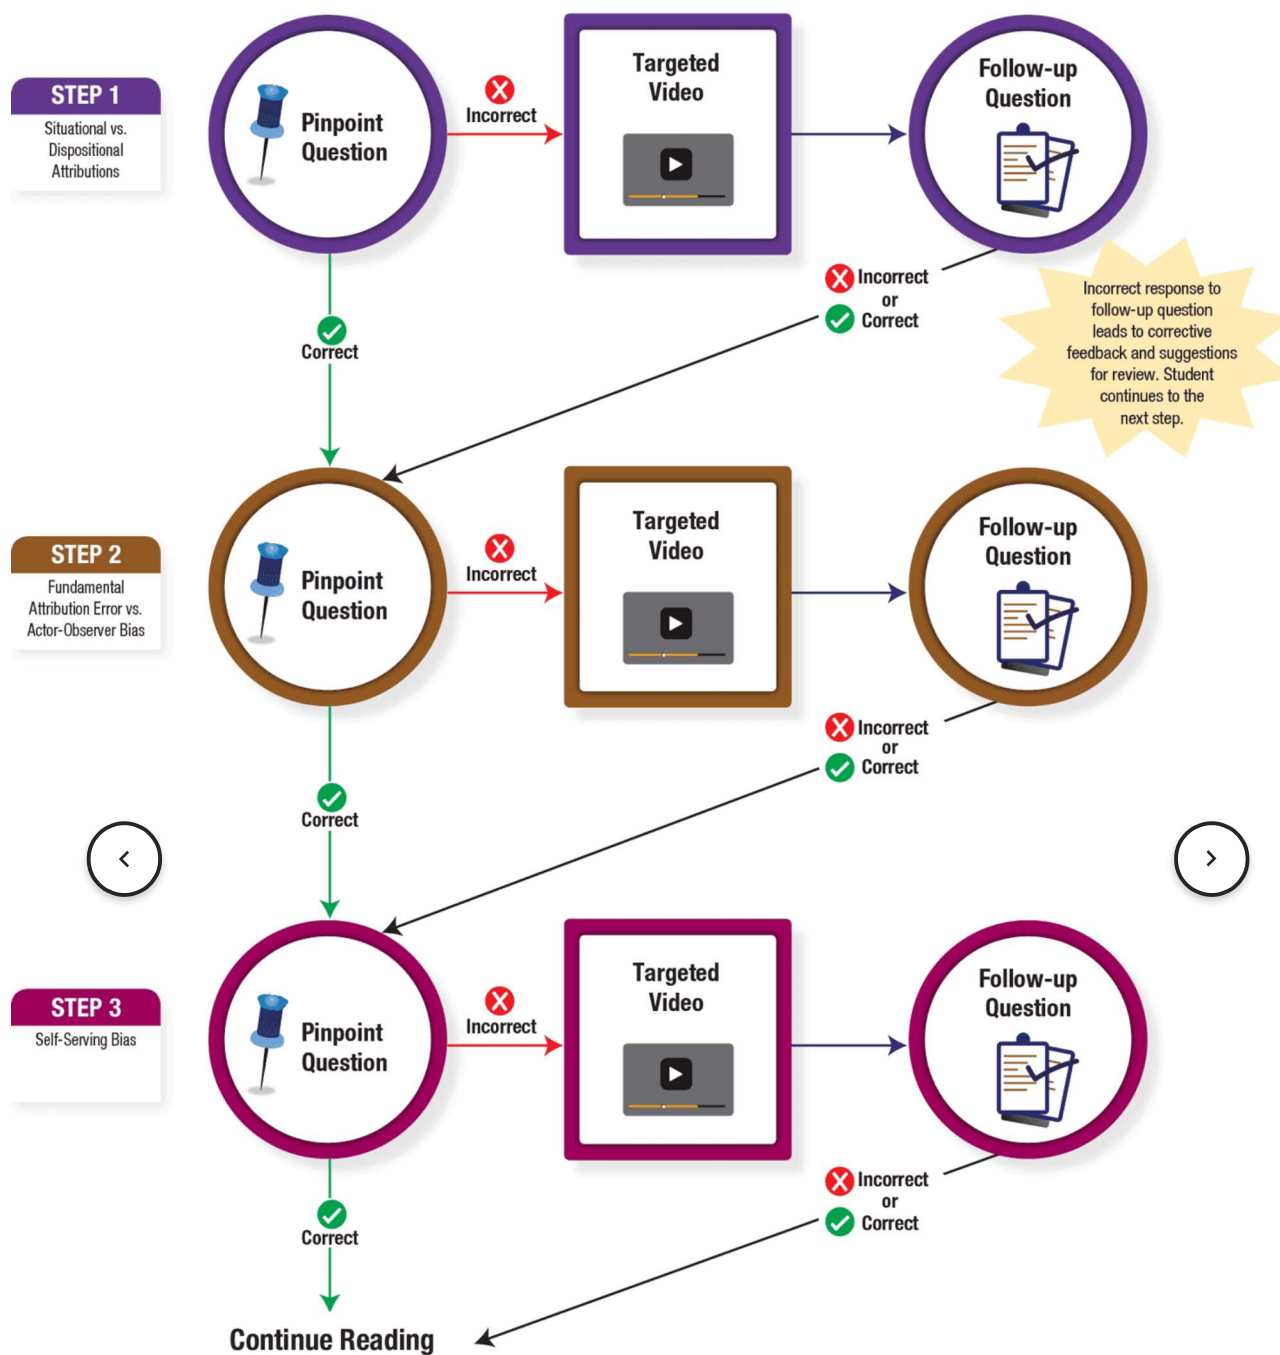 STEP 1
Situational vs.
Dispositional
Attributions
Pinpoint
Question
Incorrect
Targeted
Video
Follow-up
Question
Correct
Incorrect
or
Correct
Incorrect response to
follow-up question
leads to corrective
feedback and suggestions
for review. Student
continues to the
next step.
STEP 2
Fundamental
Attribution Error vs.
Actor-Observer Bias
Pinpoint
Question
Incorrect
Targeted
Video
Follow-up
Question
Correct
Incorrect
or
Correct
STEP 3
Self-Serving Bias
Pinpoint
Question
Incorrect
Targeted
Video
Follow-up
Question
Correct
Incorrect
or
Correct
Continue Reading